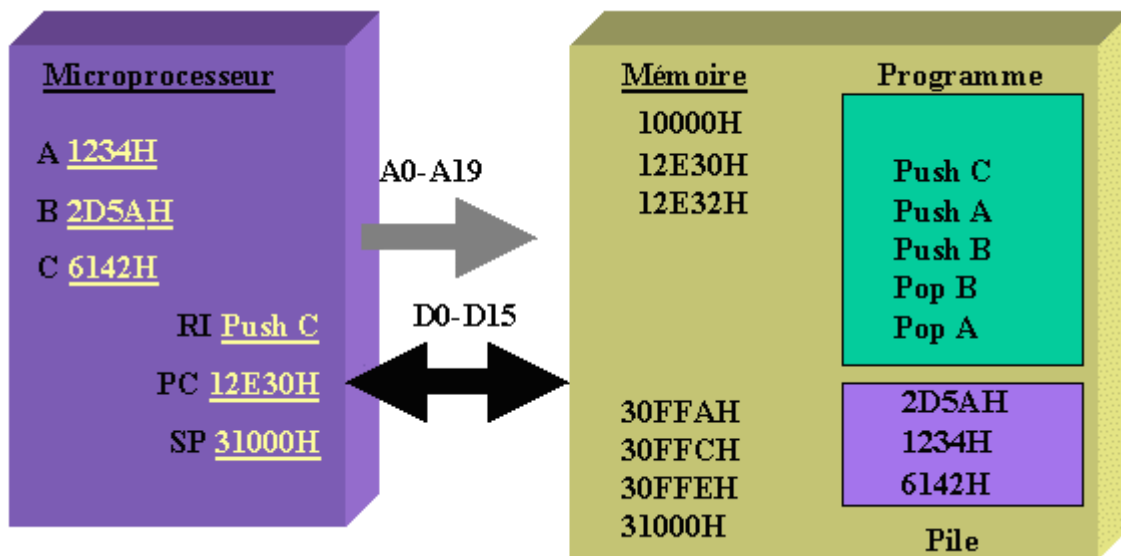 Microprocesseur
A 1234H
B 2D5AH
C 6142H
RI Push C
PC 12E30H
SP 31000H
A0-A19
D0-D15
Mémoire
10000H
12E30H
12E32H
30FFAH
30FFCH
30FFEH
31000H
Programme
Push C
Push A
Push B
Pop B
Pop A
2D5AH
1234H
6142H
Pile